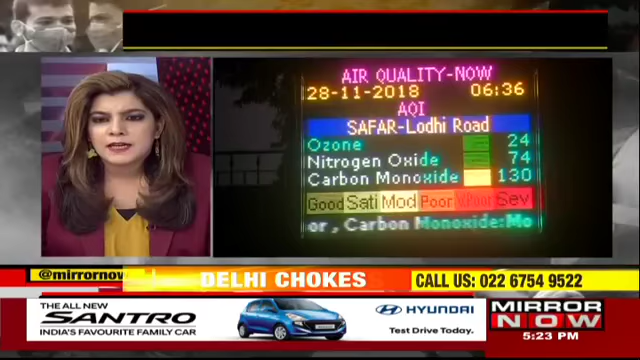 AIR QUALITY-NOW
28-11-2018 06:36
AQI
SAFAR-Lodhi Road
Ozone 24
Nitrogen Oxide 74
Carbon Monoxide 130
Good Sati Mod Poor V.Poor Sev
or , Carbon Monoxide:Mo
@mirrornow DELHI CHOKES CALL US: 022 6754 9522
THE ALL NEW
SANTRO
INDIA'S FAVOURITE FAMILY CAR
HYUNDAI
Test Drive Today.
MIRROR
NOW
5:23 PM